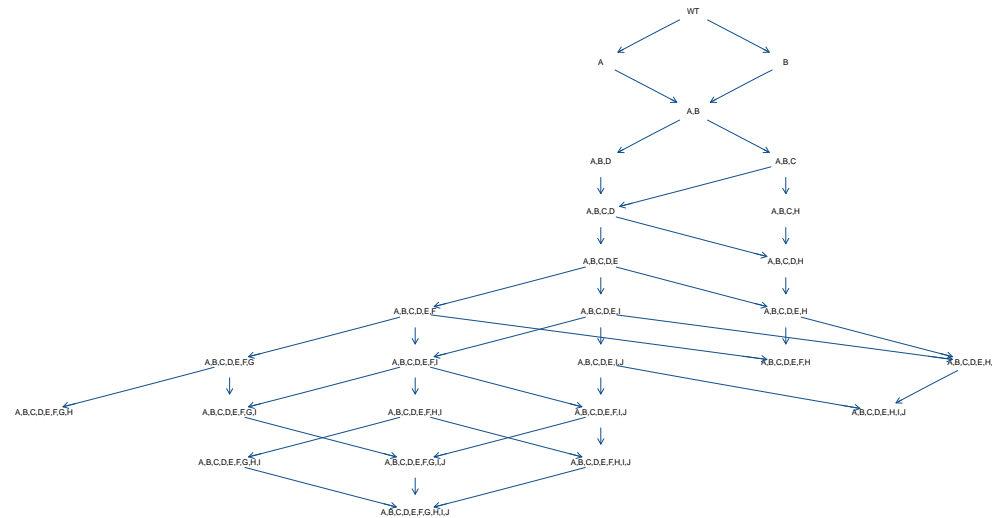 WT
A
B
A,B
A,B,D
A,B,C
A,B,C,D
A,B,C,H
A,B,C,D,E
A,B,C,D,H
A,B,C,D,E,F
A,B,C,D,E,I
A,B,C,D,E,H
A,B,C,D,E,F,G
A,B,C,D,E,F,I
A,B,C,D,E,I,J
A,B,C,D,E,F,H
A,B,C,D,E,H,
A,B,C,D,E,F,G,H
A,B,C,D,E,F,G,I
A,B,C,D,E,F,H,I
A,B,C,D,E,F,I,J
A,B,C,D,E,H,I,J
A,B,C,D,E,F,G,H,I
A,B,C,D,E,F,G,I,J
A,B,C,D,E,F,H,I,J
A,B,C,D,E,F,G,H,I,J